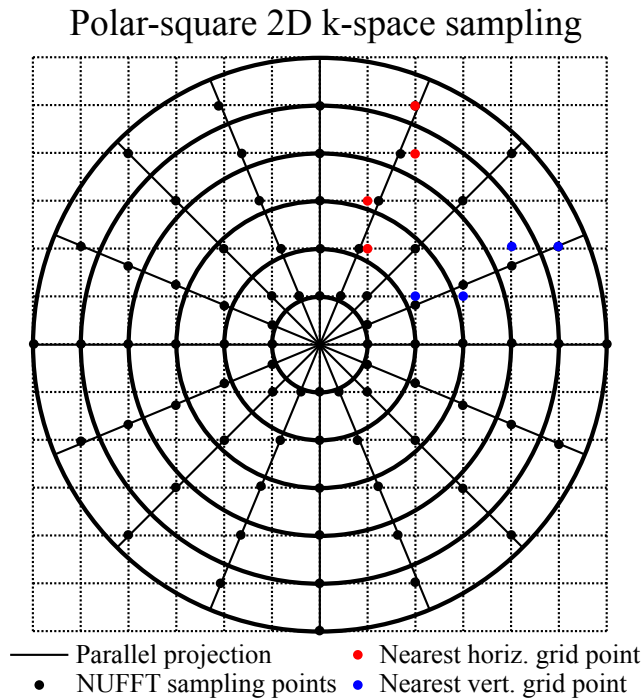 Polar-square 2D k-space sampling
Parallel projection
Nearest horiz. grid point
NUFFT sampling points
Nearest vert. grid point